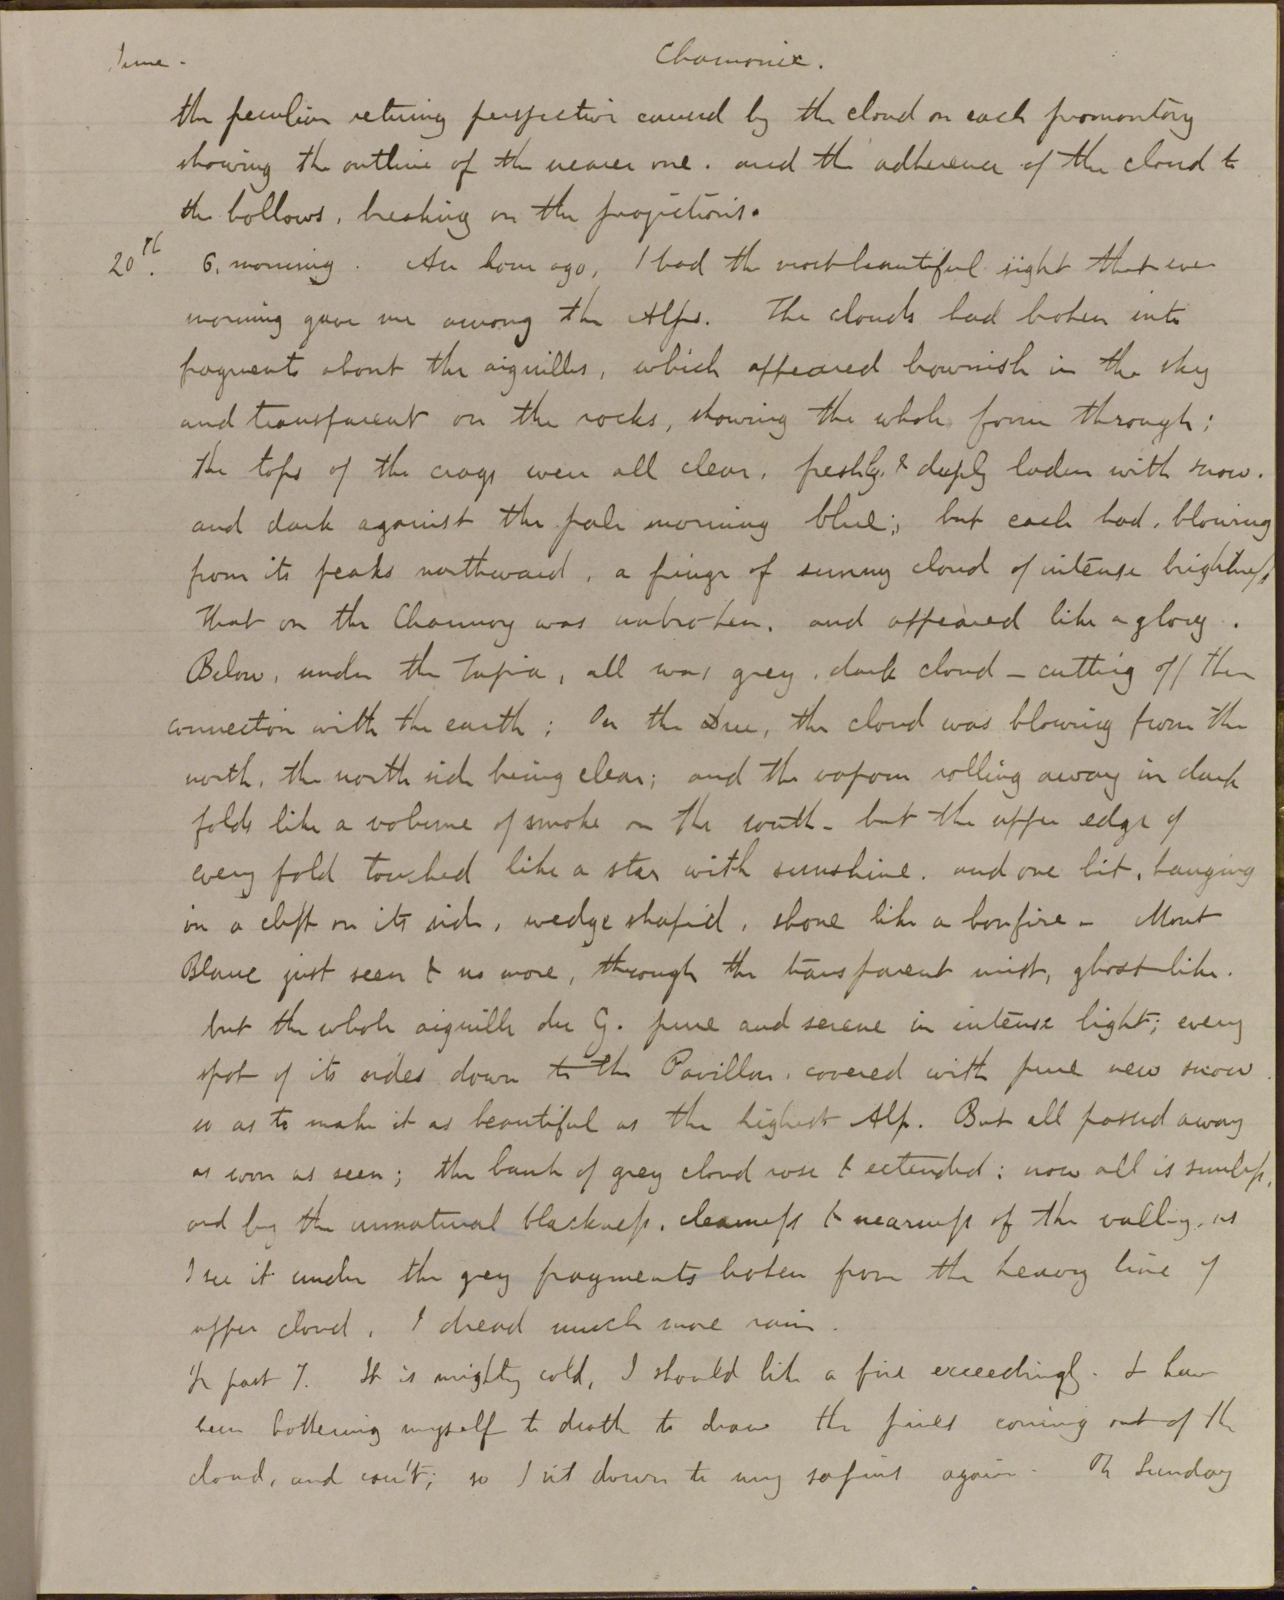 June. Chamonix.
the peculiar retiring perspective caused by the cloud on each promontory
showing the outline of the nearer one. and the adherence of the cloud to
the hollows, breaking on the projections.
20th. 6, morning. An hour ago, I had the most beautiful sight that ever
morning gave me among the Alps. The clouds had broken into
fragments about the aiguilles, which appeared brownish in the sky
and transparent on the rocks, showing the whole form through;
the tops of the crags were all clear, freshly & deeply laden with snow.
and dark against the pale morning blue; but each had, blowing
from its peaks northward, a fringe of sunny cloud of intense brightness
That on the Charmoz was unbroken, and appeared like a glory.
Below, under the Tapia, all was grey, dark cloud - cutting off their
connection with the earth; On the Dru, the cloud was blowing from the
north, the north side being clear; and the vapour rolling away in dark
folds like a volume of smoke on the south - but the upper edge of
every fold touched like a star with sunshine. and one bit, hanging
in a cleft on its side, wedge shaped, shone like a bonfire - Mont
Blanc just seen & no more, through the transparent mist, ghost-like.
but the whole aiguille du G. pure and serene in intense light; every
spot of its sides down to the Pavillon, covered with pure new snow
so as to make it as beautiful as the highest Alp. But all passed away
as soon as seen; the bank of grey cloud rose & extended: now all is sunless,
and by the unnatural blackness, clearness & nearness of the valley, as
I see it under the grey fragments broken from the heavy line of
upper cloud, I dread much more rain.
1/2 past 7. It is mighty cold, I should like a fire exceedingly. I have
been bothering myself to death to draw the pines coming out of the
cloud, and can't; so I sit down to my sapins again. On Sunday